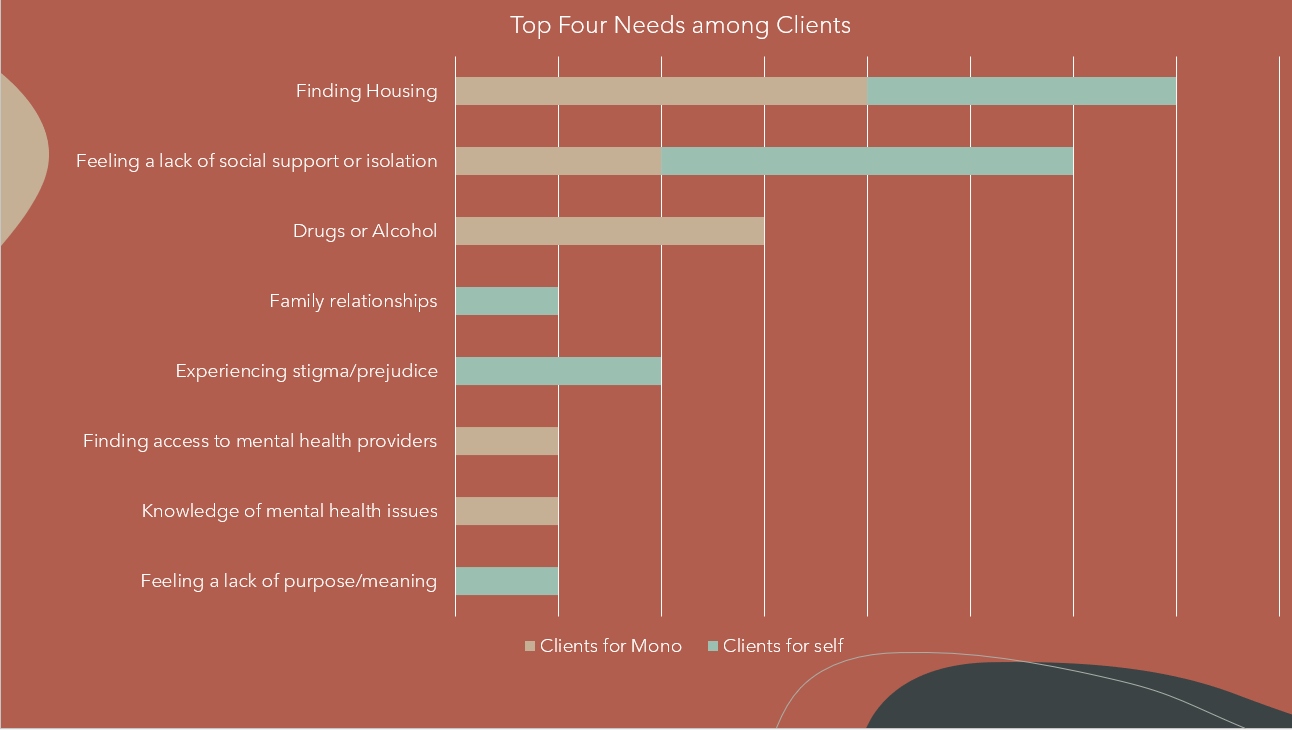 Top Four Needs among Clients
Finding Housing
Feeling a lack of social support or isolation
Drugs or Alcohol
Family relationships
Experiencing stigma/prejudice
Finding access to mental health providers
Knowledge of mental health issues
Feeling a lack of purpose/meaning
Clients for Mono Clients for self